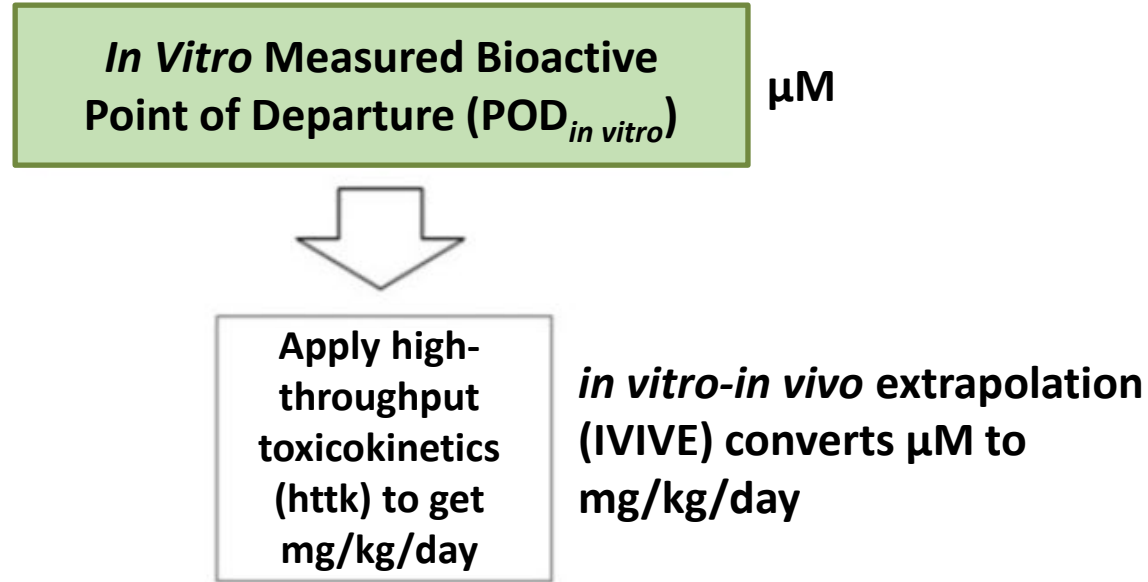 In Vitro Measured Bioactive
Point of Departure (POD in vitro)
µM
Apply high-
throughput
toxicokinetics
(httk) to get
mg/kg/day
in vitro-in vivo extrapolation
(IVIVE) converts µM to
mg/kg/day